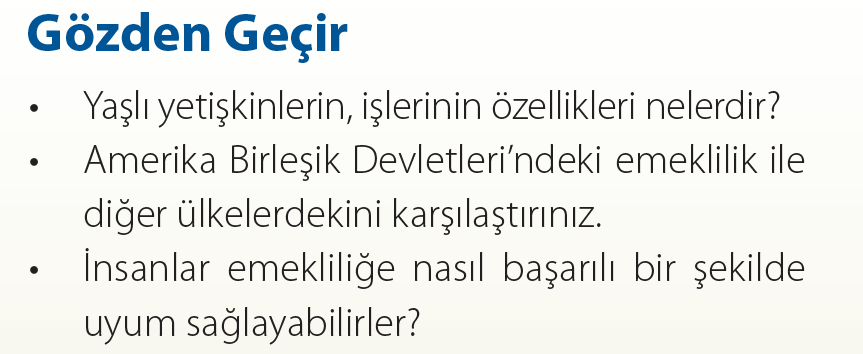 Gözden Geçir
• Yaşlı yetişkinlerin, işlerinin özellikleri nelerdir?
• Amerika Birleşik Devletleri’ndeki emeklilik ile
diğer ülkelerdekini karşılaştırınız.
• İnsanlar emekliliğe nasıl başarılı bir şekilde
uyum sağlayabilirler?